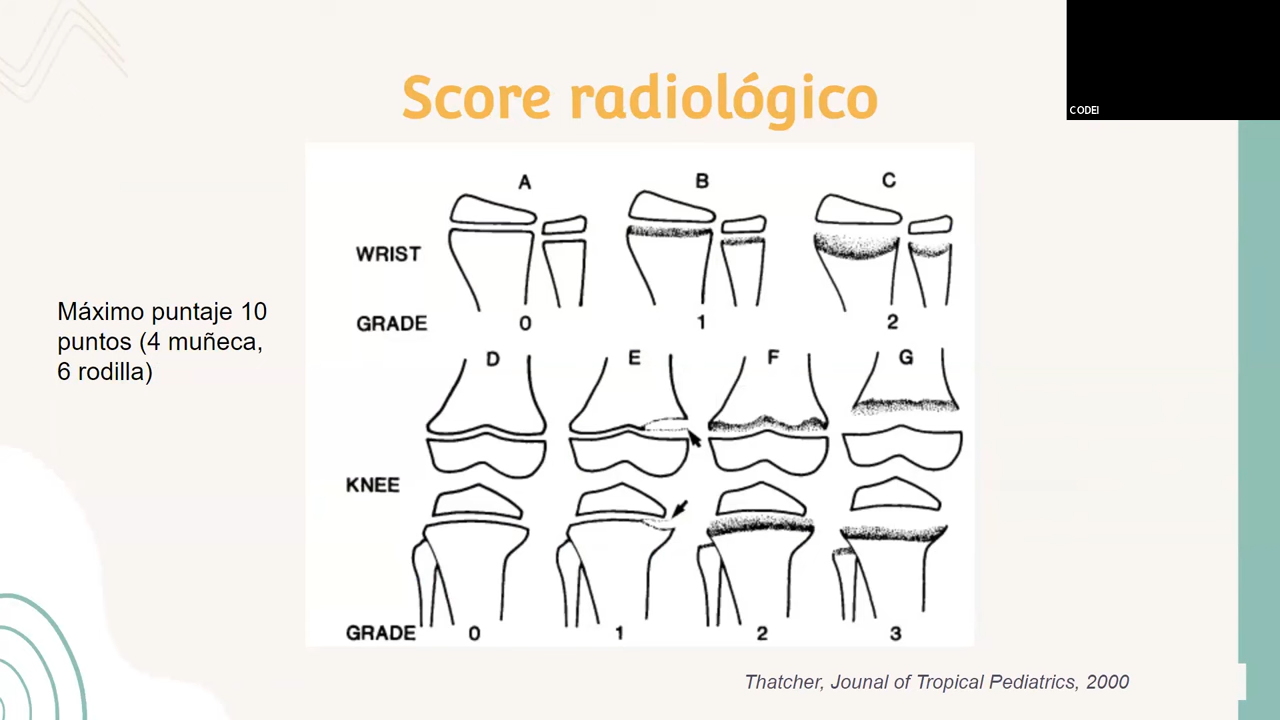 Score radiológico
CODEI
A B C
WRIST
GRADE 0 1 2
Máximo puntaje 10
puntos (4 muñeca,
6 rodilla)
D E F G
KNEE
GRADE 0 1 2 3
Thatcher, Jounal of Tropical Pediatrics, 2000